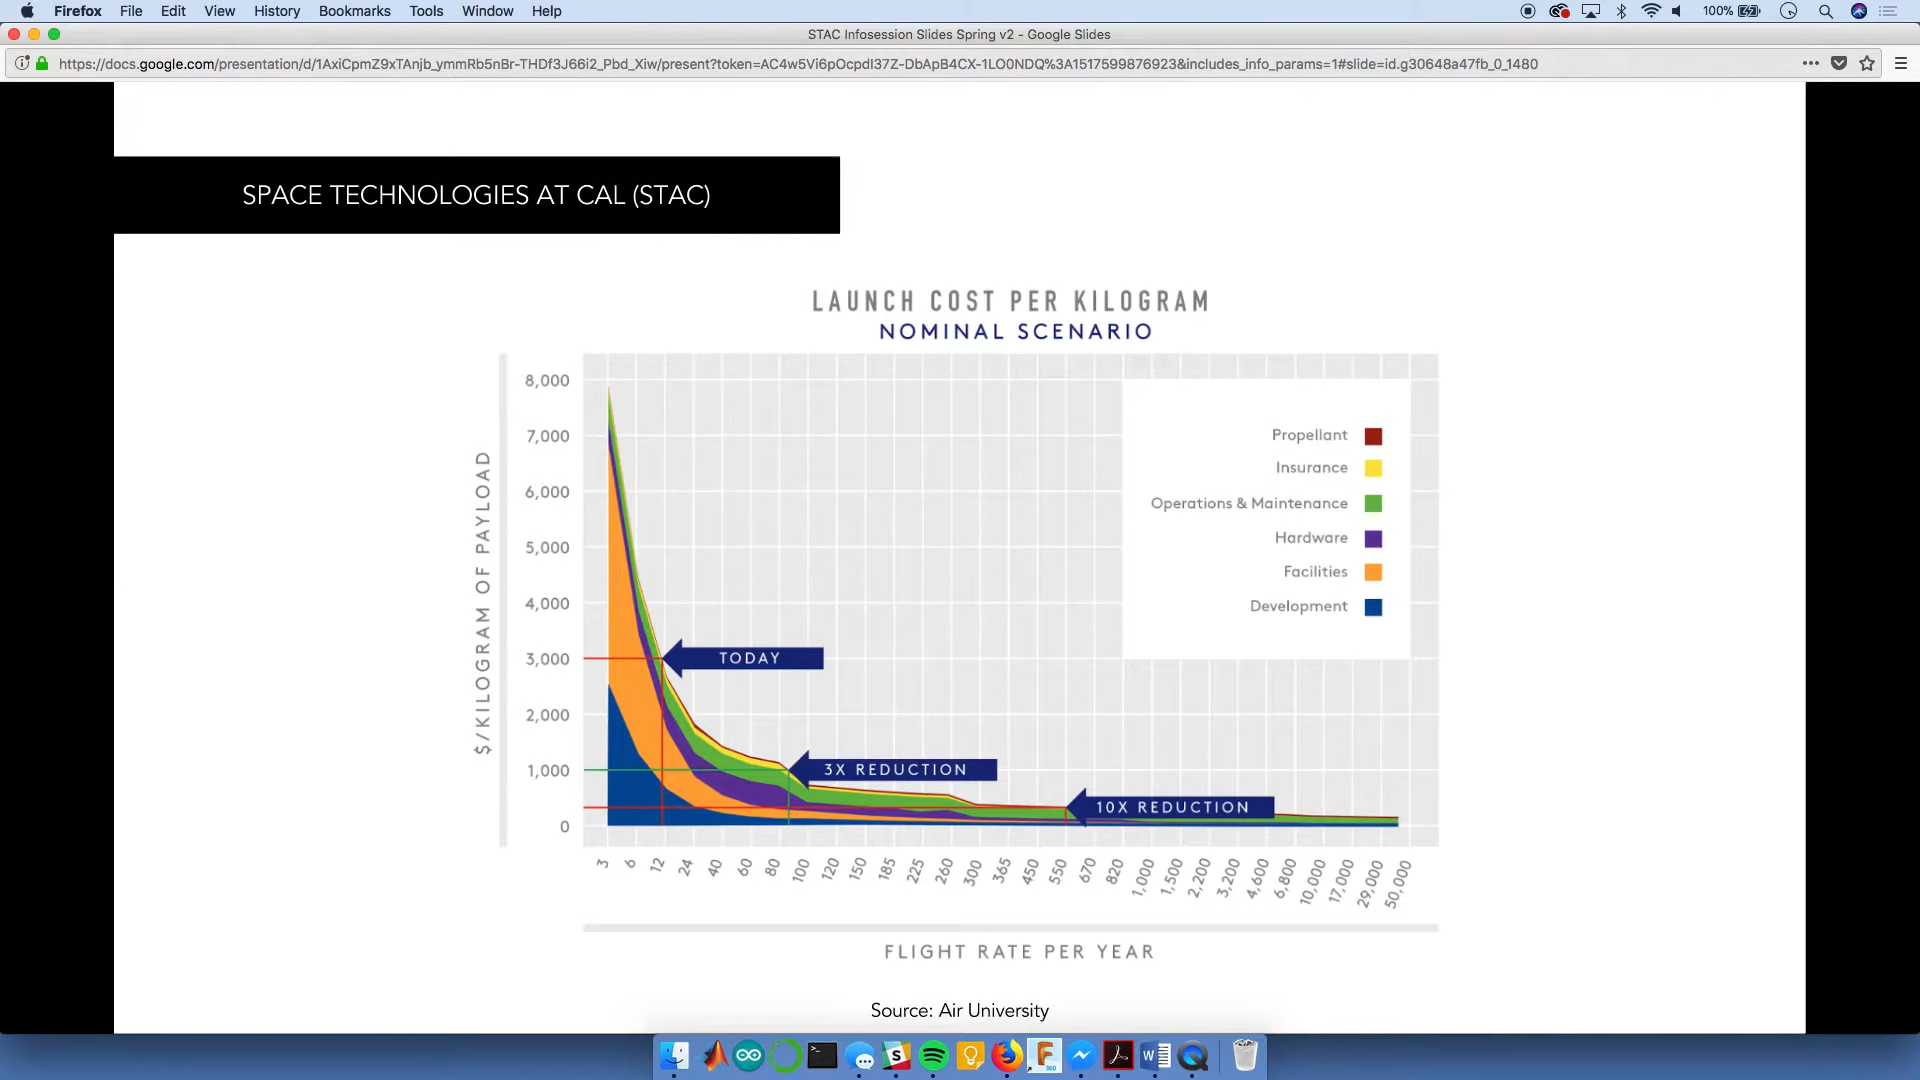 Firefox File Edit View History Bookmarks Tools Window Help 100%
STAC Infosession Slides Spring v2 - Google Slides
https://docs.google.com/presentation/d/1AxiCpmZ9xTAnjb_ymmRb5nBr-THDf3J66i2_Pbd_Xiw/present?token=AC4w5Vi6pOcpdI37Z-DbApB4CX-1LO0NDQ%3A1517599876923&includes_info_params=1#slide=id.g30648a47fb_0_1480
SPACE TECHNOLOGIES AT CAL (STAC)
LAUNCH COST PER KILOGRAM
NOMINAL SCENARIO
$/KILOGRAM OF PAYLOAD
8,000
7,000
6,000
5,000
4,000
3,000
2,000
1,000
0
Propellant
Insurance
Operations & Maintenance
Hardware
Facilities
Development
TODAY
3X REDUCTION
10X REDUCTION
3 6 12 24 40 60 80 100 120 150 185 225 260 300 365 450 550 670 820 1,000 1,500 2,200 3,200 4,600 6,800 10,000 17,000 29,000 50,000
FLIGHT RATE PER YEAR
Source: Air University